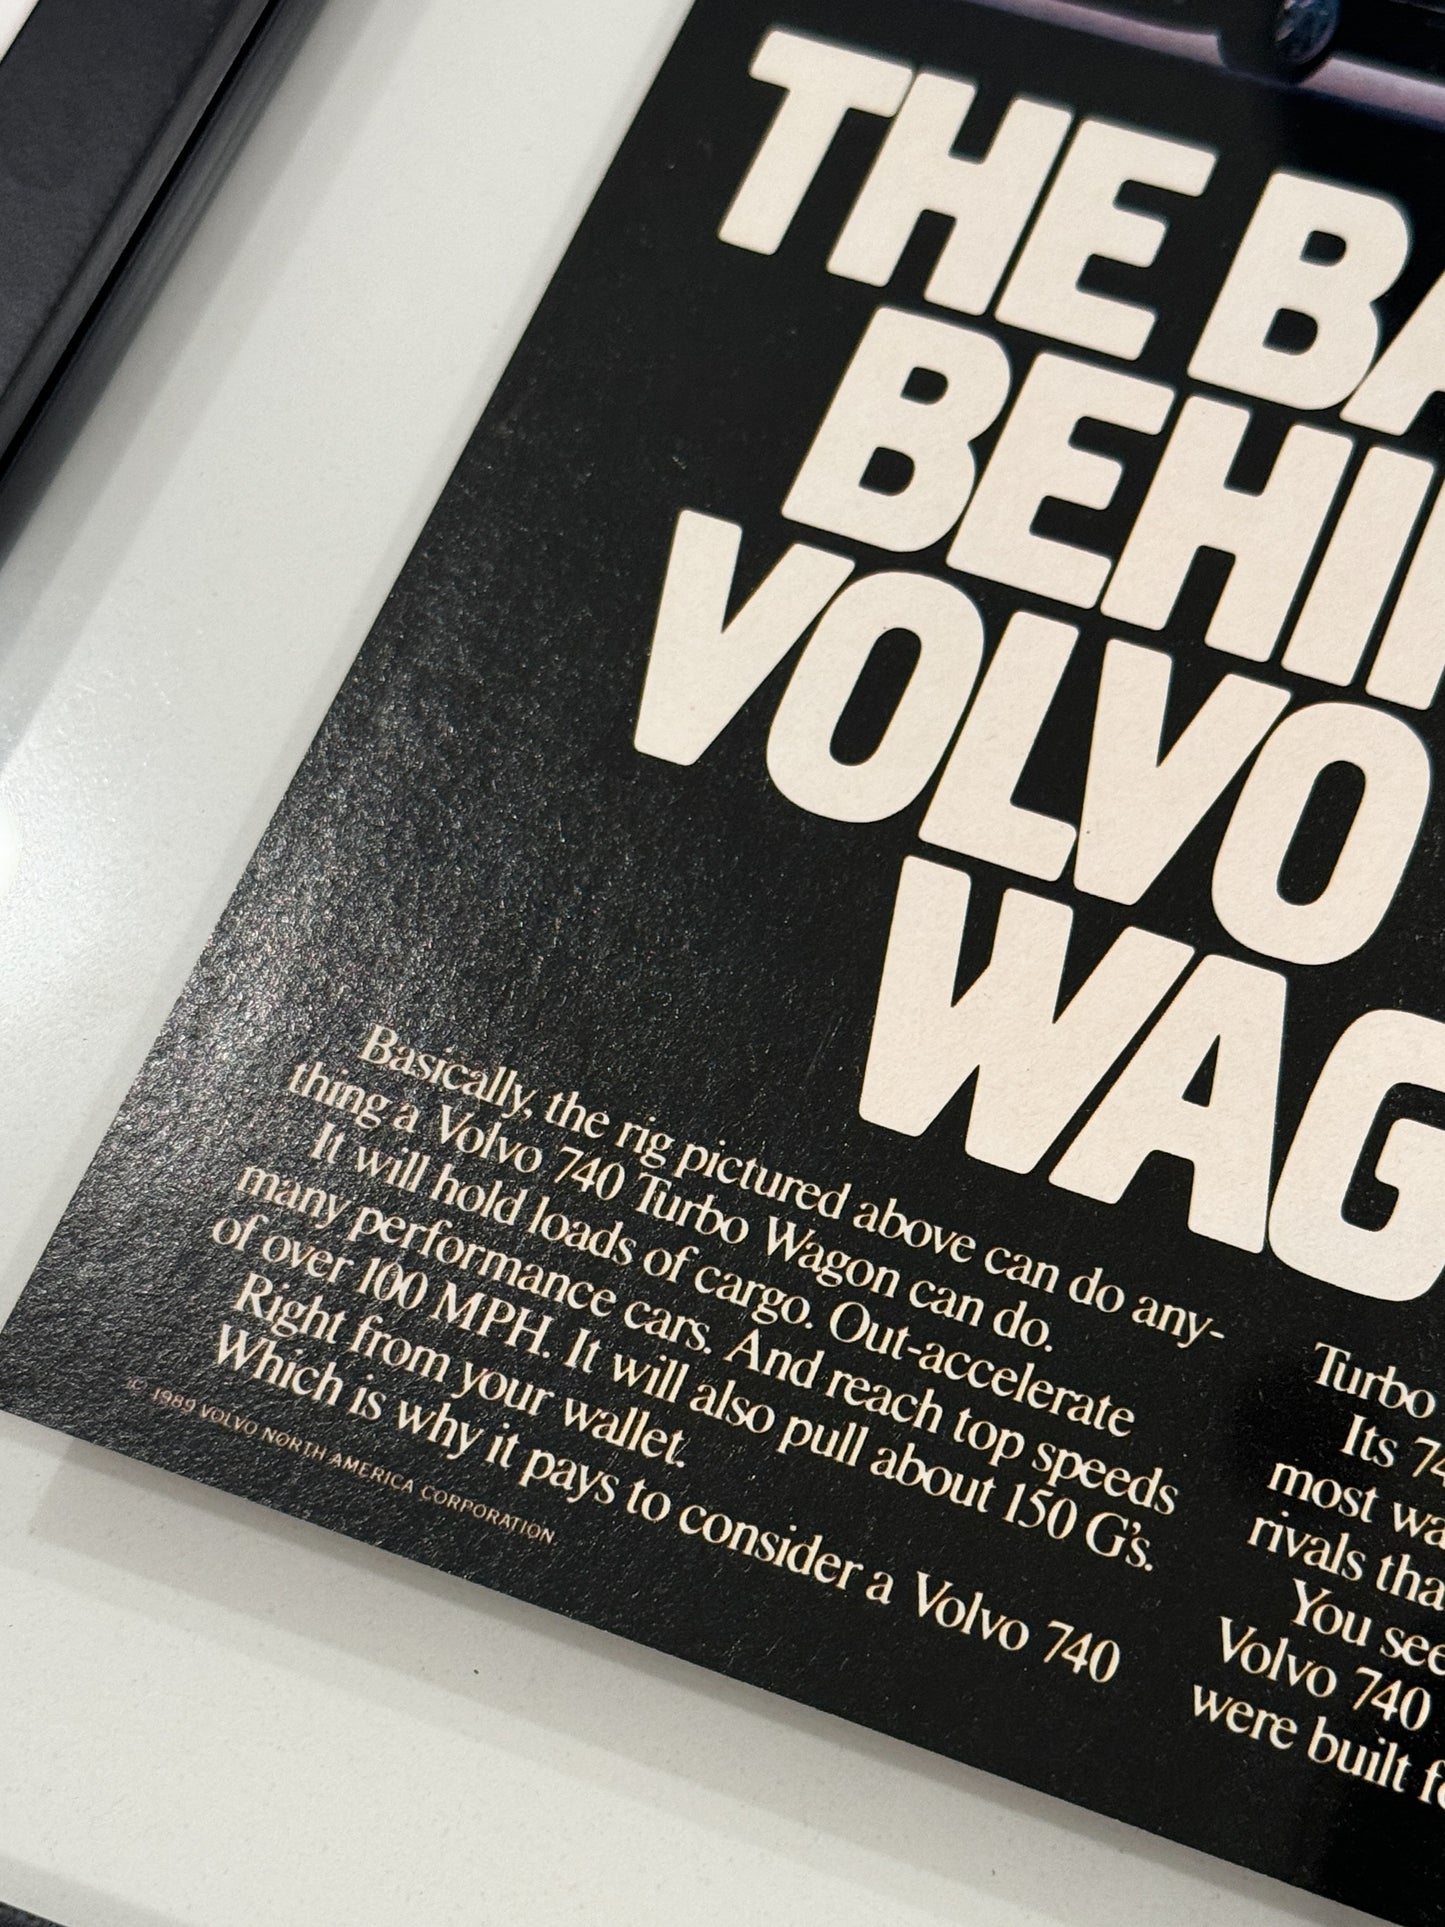 THE BA
BEHIN
VOLVO
WAG
Basically, the rig pictured above can do any-
thing a Volvo 740 Turbo Wagon can do.
It will hold loads of cargo. Out-accelerate
many performance cars. And reach top speeds
of over 100 MPH. It will also pull about 150 G's.
Right from your wallet.
Which is why it pays to consider a Volvo 740
© 1989 VOLVO NORTH AMERICA CORPORATION.
Turbo
Its 74
most wa
rivals tha
You see
Volvo 740
were built fo